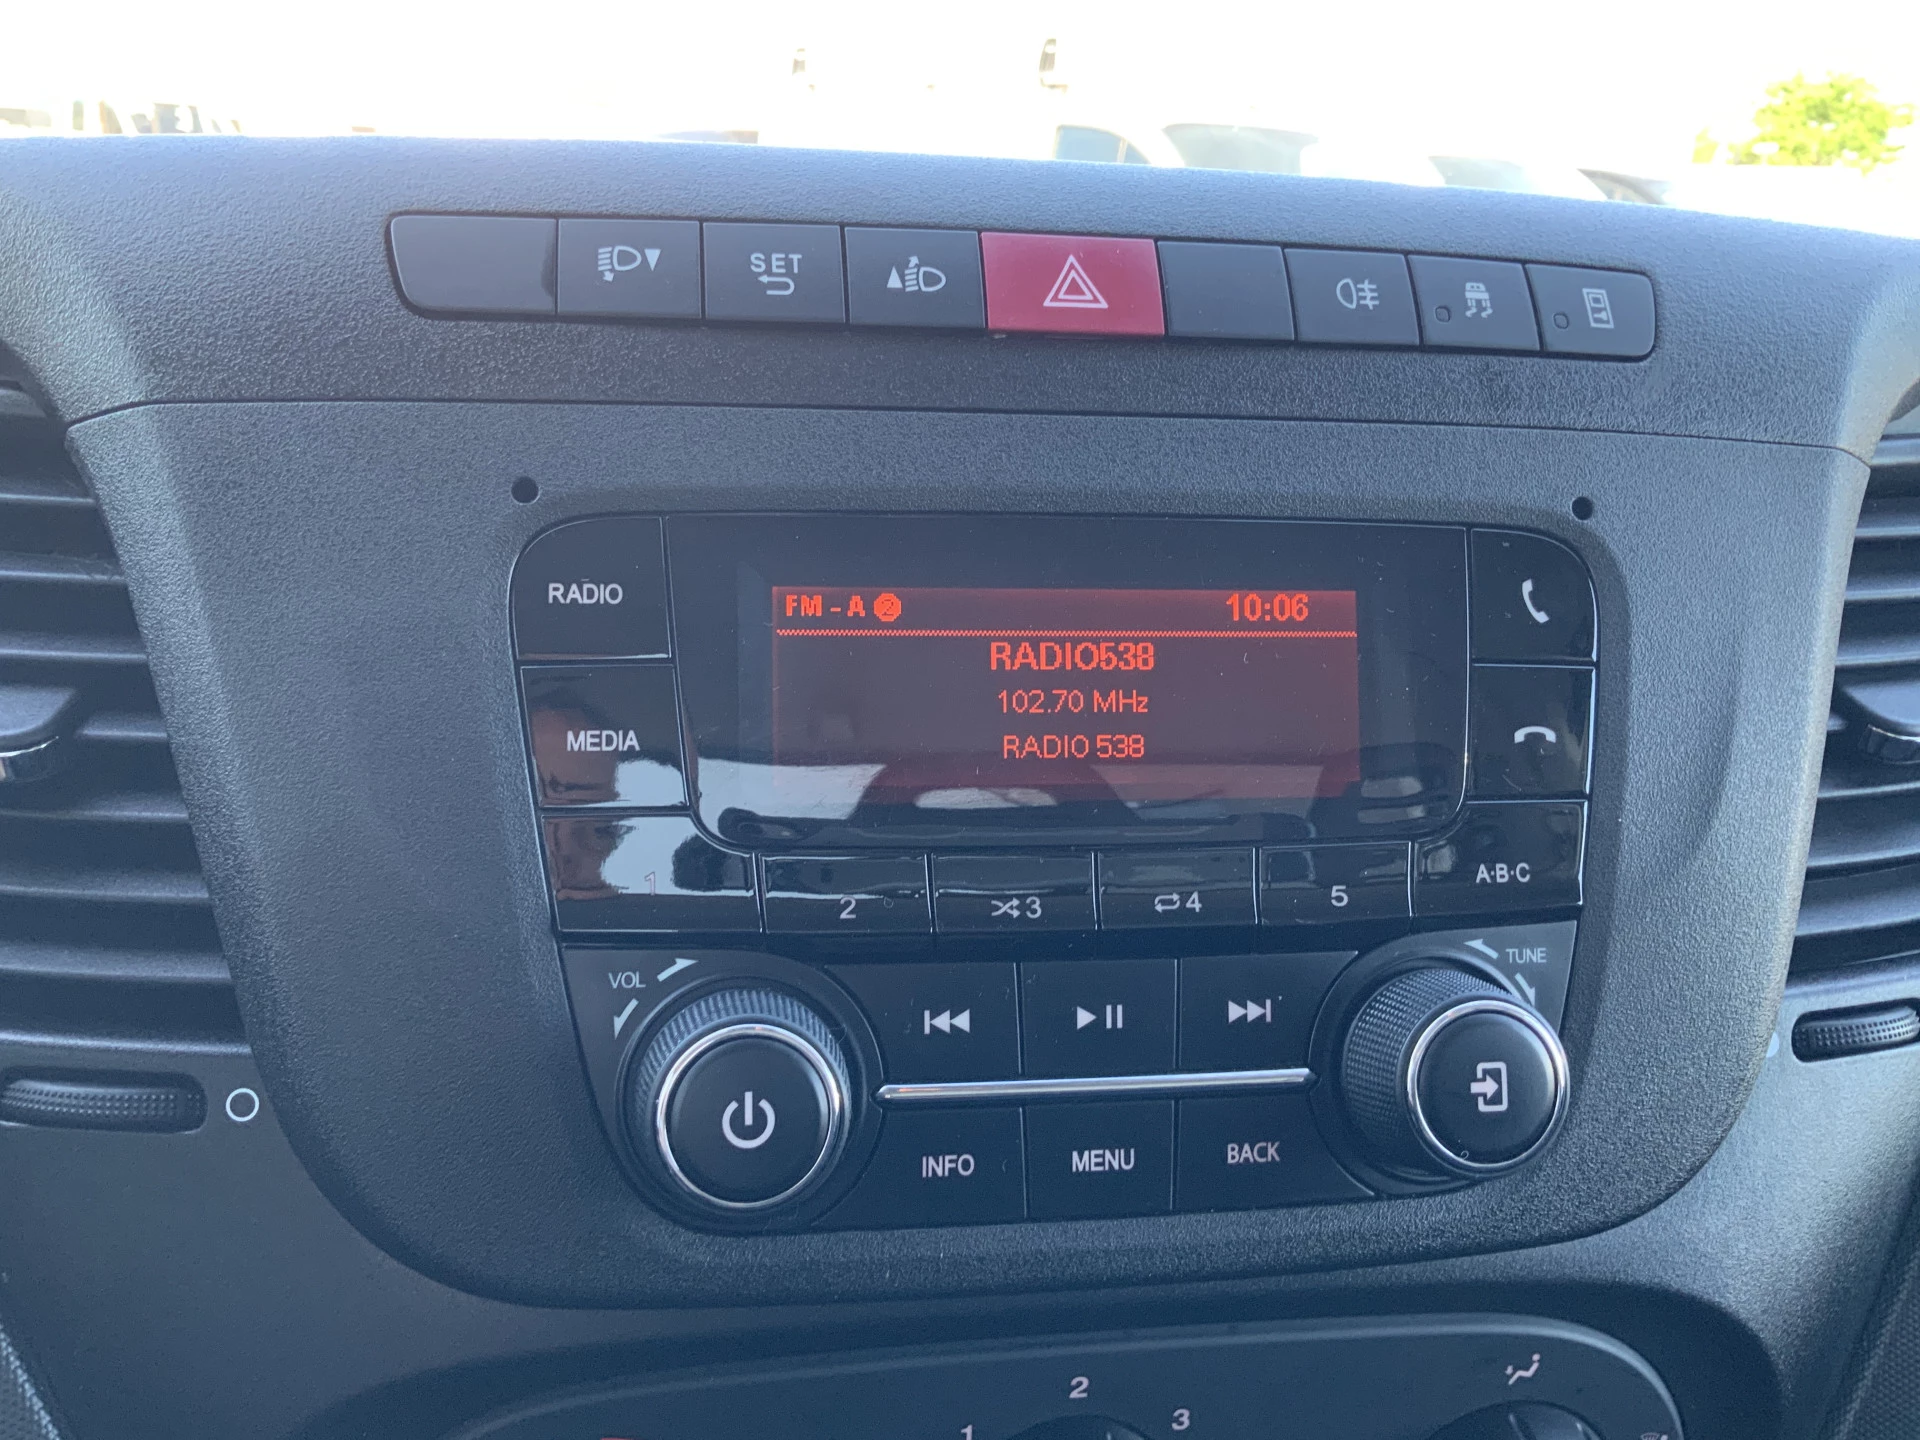 SET
RADIO
FM - A 2 10:06
RADIO538
102.70 MHz
RADIO 538
MEDIA
1
2
3
4
5
A·B·C
VOL
TUNE
INFO
MENU
BACK
1
2
3